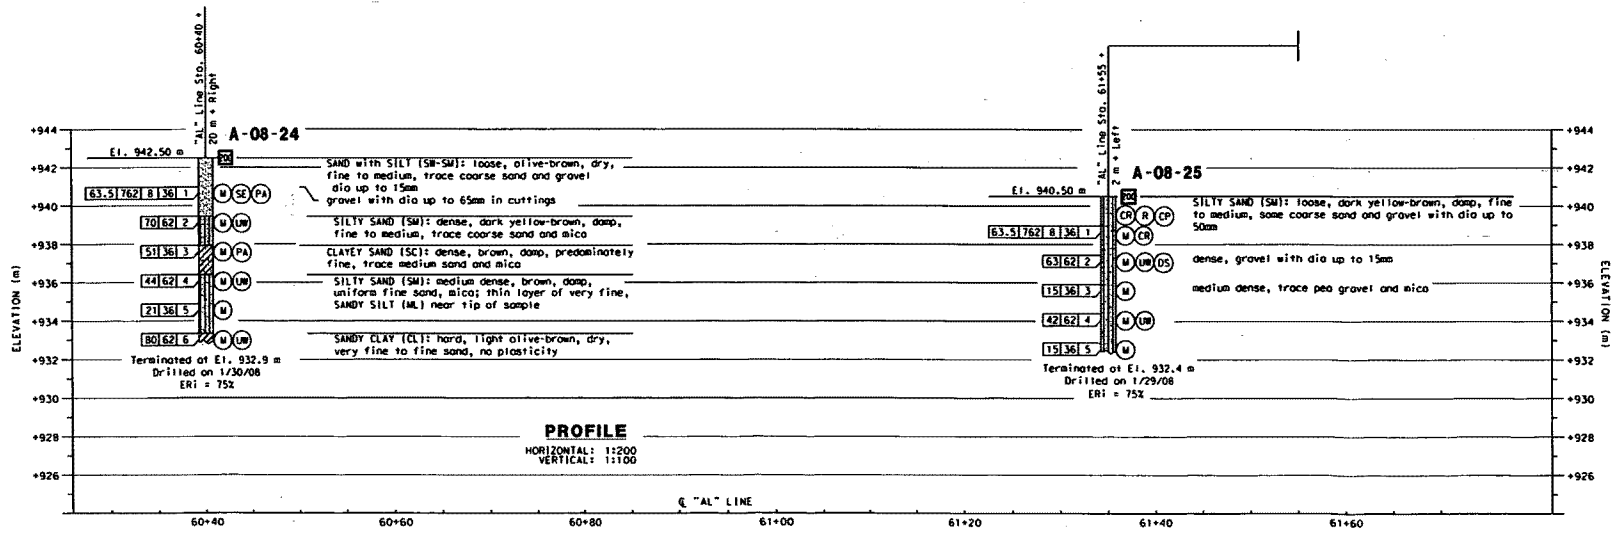 "AL" Line Sta. 60+40 ±
20 m ± Right
A-08-24
El. 942.50 m
200
SAND with SILT (SW-SM): loose, olive-brown, dry,
fine to medium, trace coarse sand and gravel
dia up to 15mm
gravel with dia up to 65mm in cuttings
63.5 762 8 36 1 M SE PA
70 62 2 M UW
SILTY SAND (SM): dense, dark yellow-brown, damp,
fine to medium, trace coarse sand and mica
51 36 3 M PA
CLAYEY SAND (SC): dense, brown, damp, predominately
fine, trace medium sand and mica
44 62 4 M UW
SILTY SAND (SM): medium dense, brown, damp,
uniform fine sand, mica; thin layer of very fine,
SANDY SILT (ML) near tip of sample
21 36 5 M
80 62 6 M UW
SANDY CLAY (CL): hard, light olive-brown, dry,
very fine to fine sand, no plasticity
Terminated at El. 932.9 m
Drilled on 1/30/08
ERi = 75%
"AL" Line Sta. 61+55 ±
2 m ± Left
A-08-25
El. 940.50 m
200
SILTY SAND (SM): loose, dark yellow-brown, damp, fine
to medium, some coarse sand and gravel with dia up to
50mm
CR R CP
63.5 762 8 36 1 M CR
63 62 2 M UW DS
dense, gravel with dia up to 15mm
15 36 3 M
medium dense, trace pea gravel and mica
42 62 4 M UW
15 36 5 M
Terminated at El. 932.4 m
Drilled on 1/29/08
ERi = 75%
ELEVATION (m)
+944
+942
+940
+938
+936
+934
+932
+930
+928
+926
+944
+942
+940
+938
+936
+934
+932
+930
+928
+926
ELEVATION (m)
PROFILE
HORIZONTAL: 1:200
VERTICAL: 1:100
℄ "AL" LINE
60+40
60+60
60+80
61+00
61+20
61+40
61+60